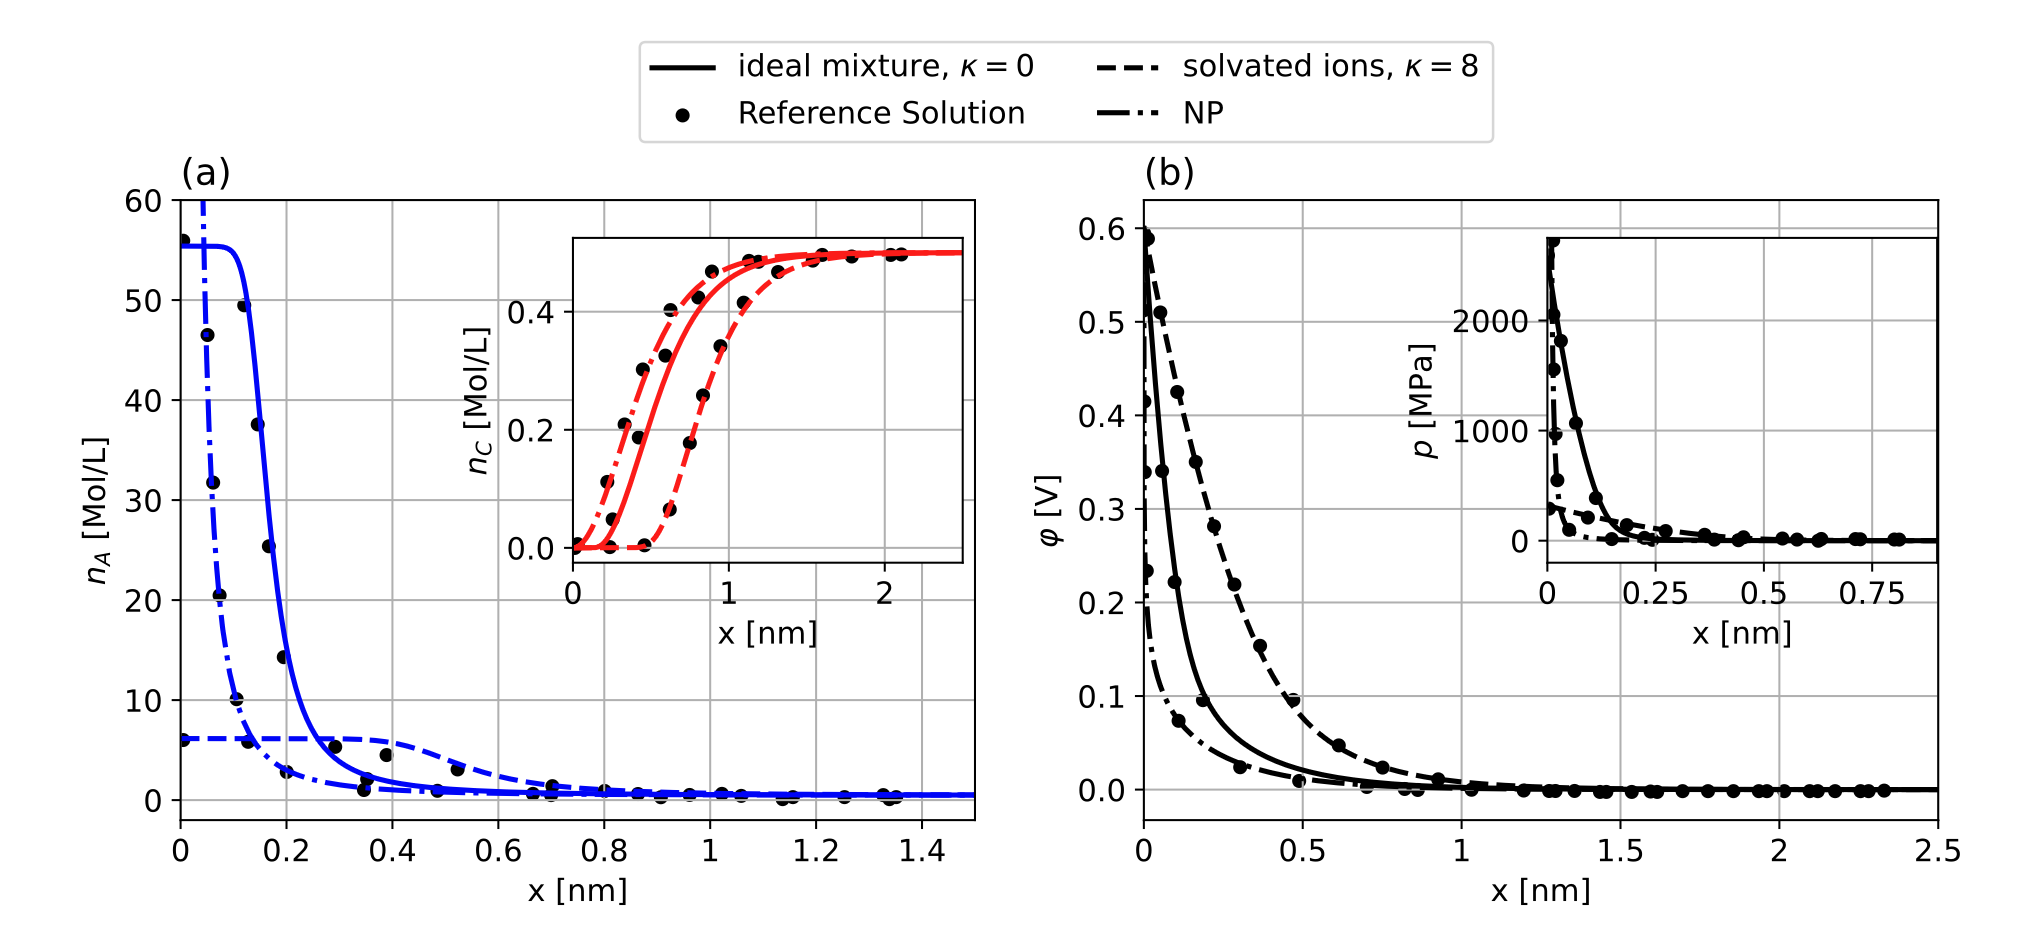 ideal mixture, κ = 0
solvated ions, κ = 8
Reference Solution
NP
(a)
60
50
40
30
20
10
0
n_A [Mol/L]
0 0.2 0.4 0.6 0.8 1 1.2 1.4
x [nm]
0.4
0.2
0.0
n_C [Mol/L]
0 1 2
x [nm]
(b)
0.6
0.5
0.4
0.3
0.2
0.1
0.0
φ [V]
0 0.5 1 1.5 2 2.5
x [nm]
2000
1000
0
p [MPa]
0 0.25 0.5 0.75
x [nm]